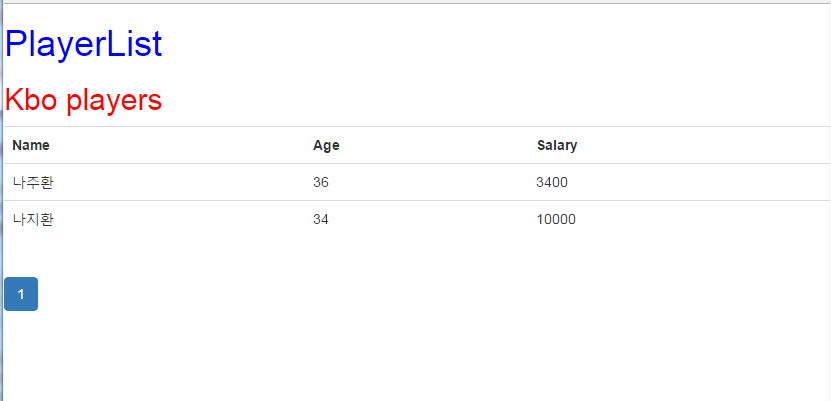 PlayerList
Kbo players
Name Age Salary
나주환 36 3400
나지환 34 10000
1